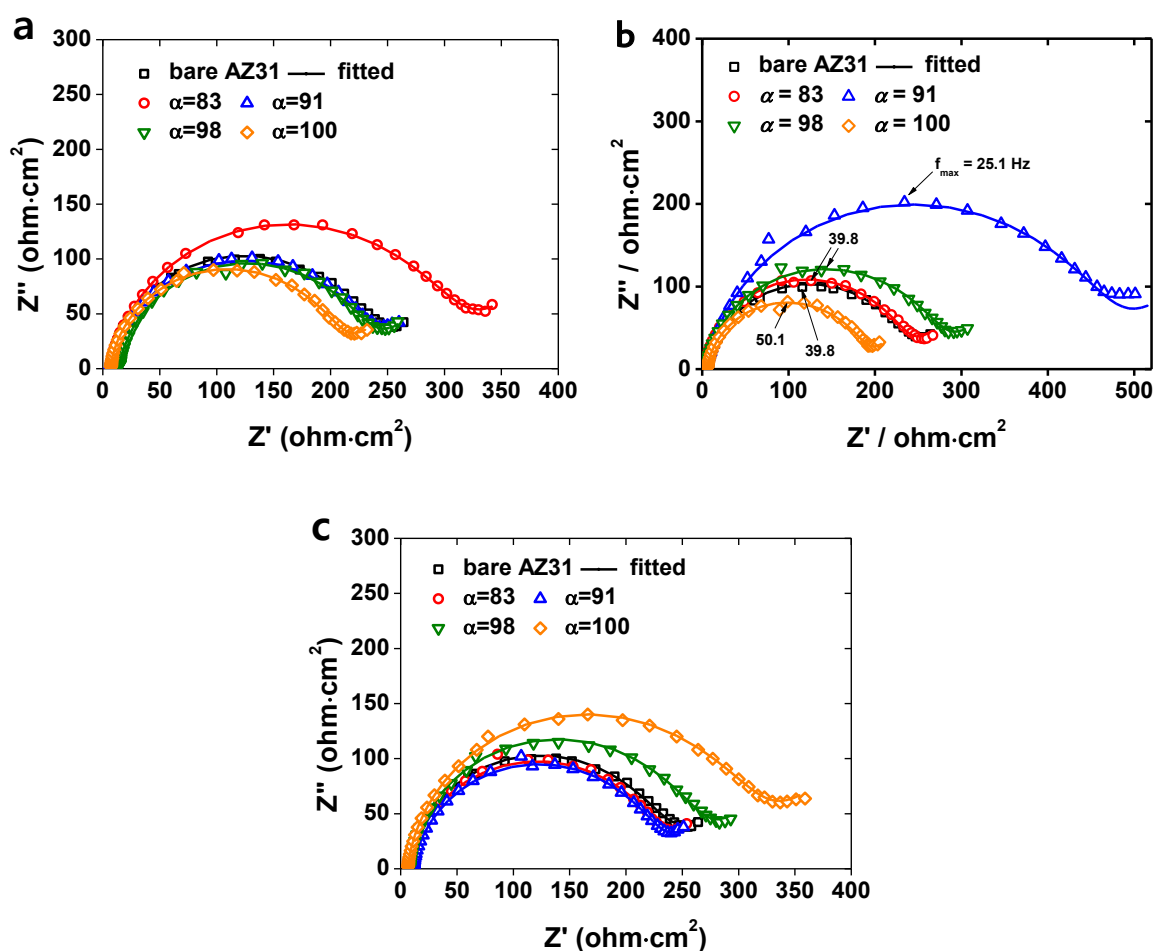 a
300
250
200
150
100
50
0
Z'' (ohm·cm²)
bare AZ31 — fitted
α=83 α=91
α=98 α=100
0 50 100 150 200 250 300 350 400
Z' (ohm·cm²)
b
400
300
200
100
0
Z'' / ohm·cm²
bare AZ31 — fitted
α = 83 α = 91
α = 98 α = 100
f_max = 25.1 Hz
39.8
50.1
39.8
0 100 200 300 400 500
Z' / ohm·cm²
c
300
250
200
150
100
50
0
Z'' (ohm·cm²)
bare AZ31 — fitted
α=83 α=91
α=98 α=100
0 50 100 150 200 250 300 350 400
Z' (ohm·cm²)